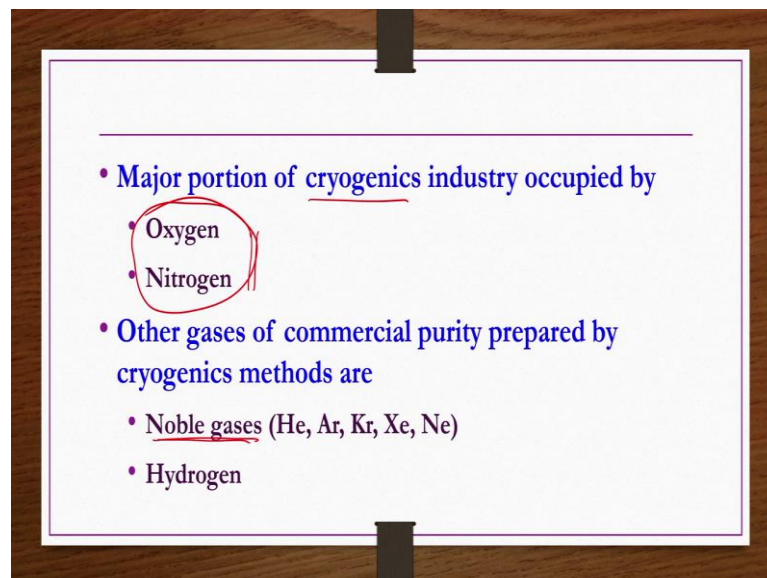 • Major portion of cryogenics industry occupied by
• Oxygen
• Nitrogen
• Other gases of commercial purity prepared by
cryogenics methods are
• Noble gases (He, Ar, Kr, Xe, Ne)
• Hydrogen